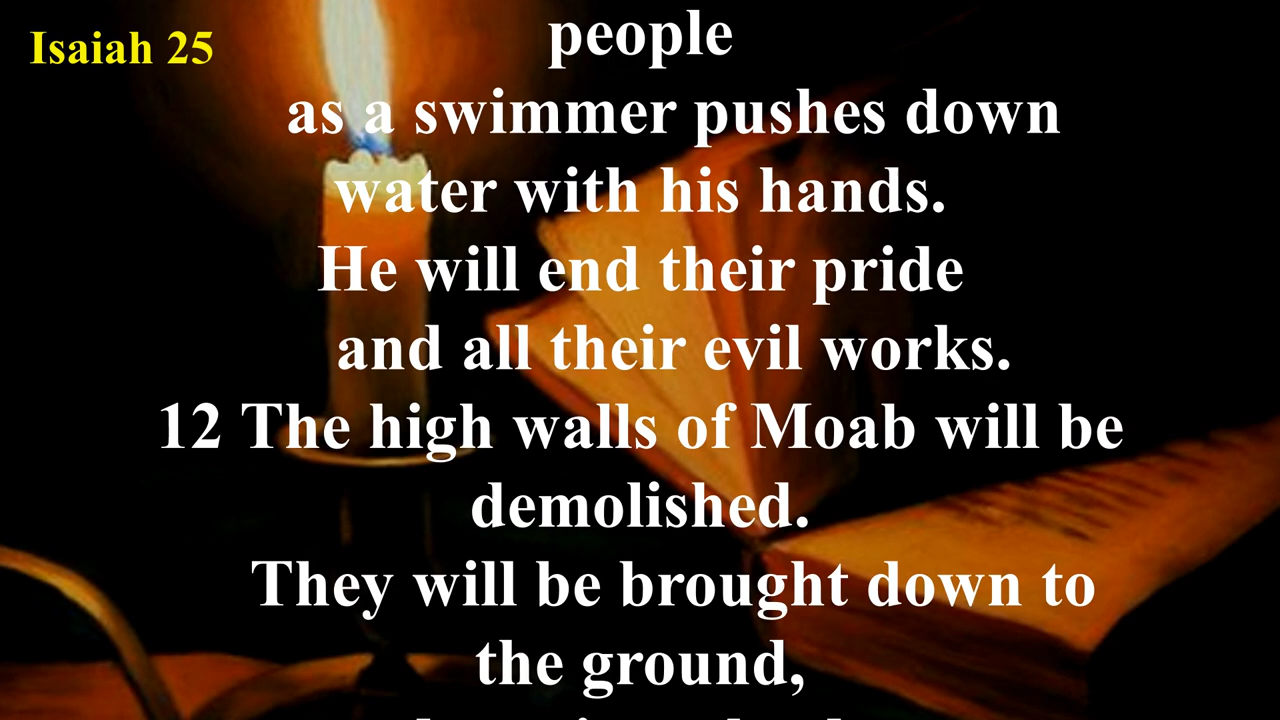 Isaiah 25
people
as a swimmer pushes down
water with his hands.
He will end their pride
and all their evil works.
12 The high walls of Moab will be
demolished.
They will be brought down to
the ground,